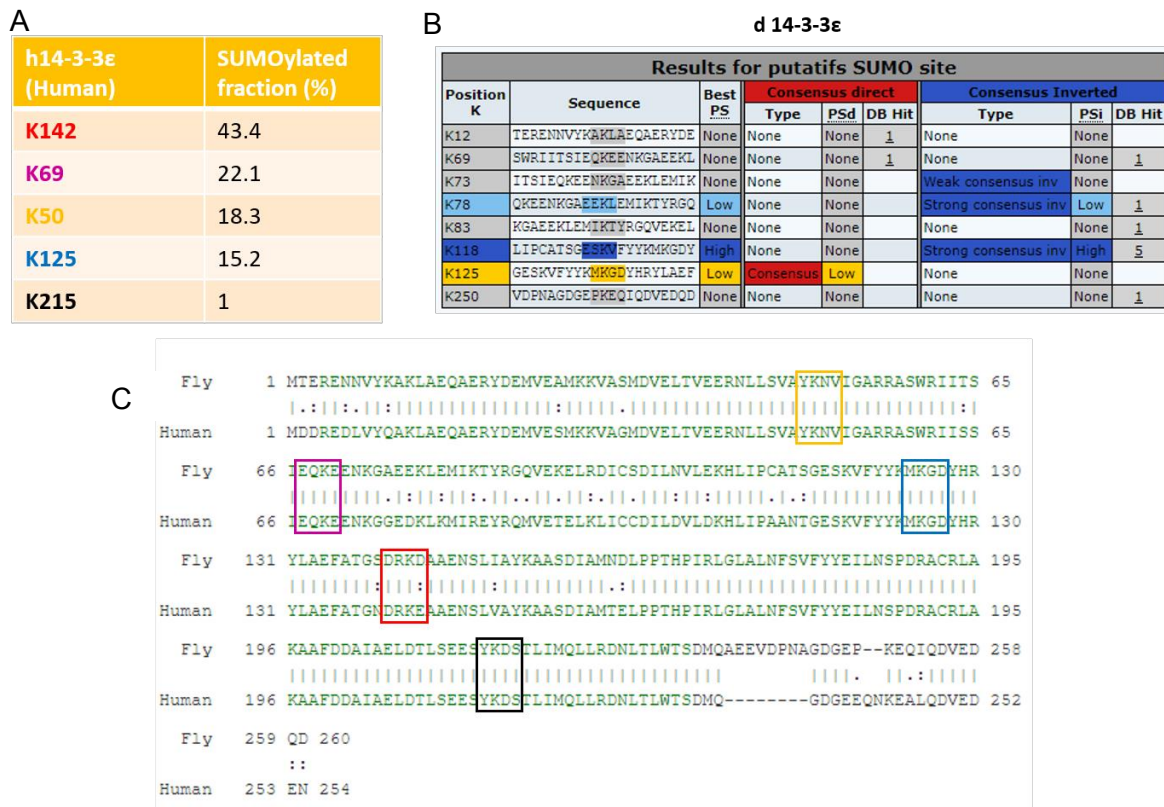 A
h14-3-3ε (Human) SUMOylated fraction (%)
K142 43.4
K69 22.1
K50 18.3
K125 15.2
K215 1
B
d 14-3-3ε
Results for putatifs SUMO site
Position K Sequence Best PS Consensus direct Consensus Inverted
Type PSd DB Hit Type PSi DB Hit
K12 TERENNVYKAKLAEQAERYDE None None None 1 None None
K69 SWRIITSIEQKEENKGAEEKL None None None 1 None None 1
K73 ITSIEQKEENKGAEEKLEMIK None None None Weak consensus inv None
K78 QKEENKGAEEKLEMIKTYRGQ Low None None Strong consensus inv Low 1
K83 KGAEEKLEMIKTYRGQVEKEL None None None None None 1
K118 LIPCATSGESKVFYYKMKGDY High None None Strong consensus inv High 5
K125 GESKVFYYKMKGDYHRYLAEF Low Consensus Low None None
K250 VDPNAGDGEPKEQIQDVEDQD None None None None None 1
C
Fly 1 MTERENNVYKAKLAEQAERYDEMVEAMKKVASMDVELTVEERNLLSVAYKNVIGARRASWRIITS 65
Human 1 MDDREDLVYQAKLAEQAERYDEMVESMKKVAGMDVELTVEERNLLSVAYKNVIGARRASWRIISS 65
Fly 66 IEQKEENKGAEEKLEMIKTYRGQVEKELRDICSDILNVLEKHLIPCATSGESKVFYYKMKGDYHR 130
Human 66 IEQKEENKGGEDKLKMIREYRQMVETELKLICCDILDVLDKHLIPAANTGESKVFYYKMKGDYHR 130
Fly 131 YLAEFATGSDRKDAAENSLIAYKAASDIAMNDLPPTHPIRLGLALNFSVFYYEILNSPDRACRLA 195
Human 131 YLAEFATGNDRKEAAENSLVAYKAASDIAMTELPPTHPIRLGLALNFSVFYYEILNSPDRACRLA 195
Fly 196 KAAFDDAIAELDTLSEESYKDSTLIMQLLRDNLTLWTSDMQAEEVDPNAGDGEP--KEQIQDVED 258
Human 196 KAAFDDAIAELDTLSEESYKDSTLIMQLLRDNLTLWTSDMQ--------GDGEEQNKEALQDVED 252
Fly 259 QD 260
Human 253 EN 254